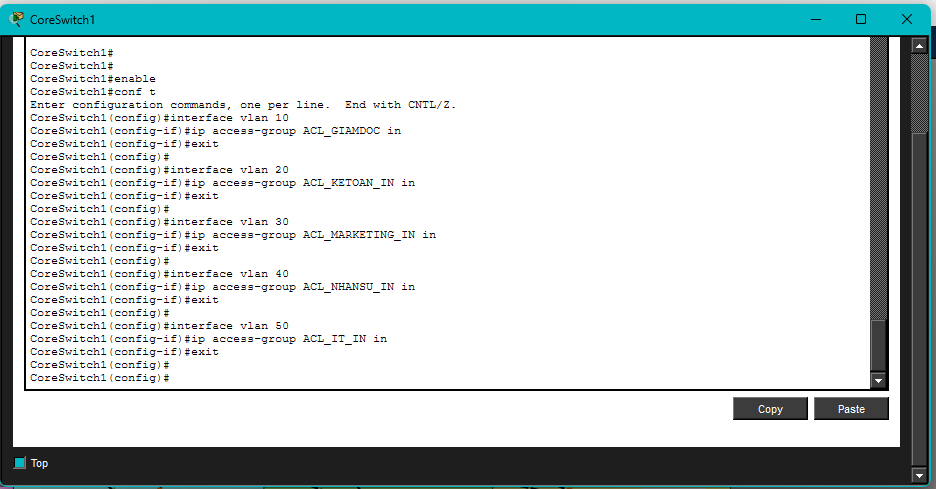 CoreSwitch1
CoreSwitch1#
CoreSwitch1#
CoreSwitch1#enable
CoreSwitch1#conf t
Enter configuration commands, one per line.  End with CNTL/Z.
CoreSwitch1(config)#interface vlan 10
CoreSwitch1(config-if)#ip access-group ACL_GIAMDOC in
CoreSwitch1(config-if)#exit
CoreSwitch1(config)#
CoreSwitch1(config)#interface vlan 20
CoreSwitch1(config-if)#ip access-group ACL_KETOAN_IN in
CoreSwitch1(config-if)#exit
CoreSwitch1(config)#
CoreSwitch1(config)#interface vlan 30
CoreSwitch1(config-if)#ip access-group ACL_MARKETING_IN in
CoreSwitch1(config-if)#exit
CoreSwitch1(config)#
CoreSwitch1(config)#interface vlan 40
CoreSwitch1(config-if)#ip access-group ACL_NHANSU_IN in
CoreSwitch1(config-if)#exit
CoreSwitch1(config)#
CoreSwitch1(config)#interface vlan 50
CoreSwitch1(config-if)#ip access-group ACL_IT_IN in
CoreSwitch1(config-if)#exit
CoreSwitch1(config)#
CoreSwitch1(config)#
Copy
Paste
Top